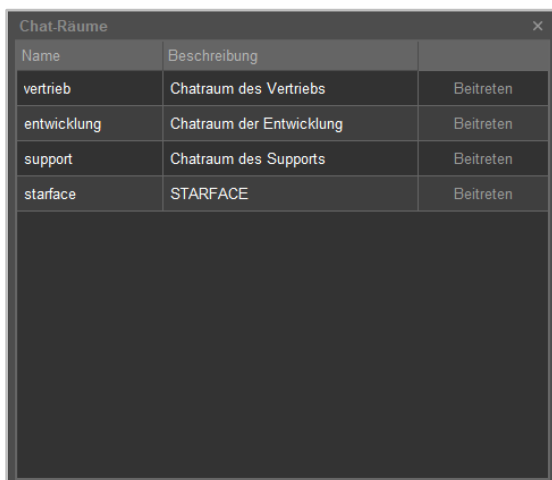 Chat-Räume ×
Name Beschreibung
vertrieb Chatraum des Vertriebs Beitreten
entwicklung Chatraum der Entwicklung Beitreten
support Chatraum des Supports Beitreten
starface STARFACE Beitreten